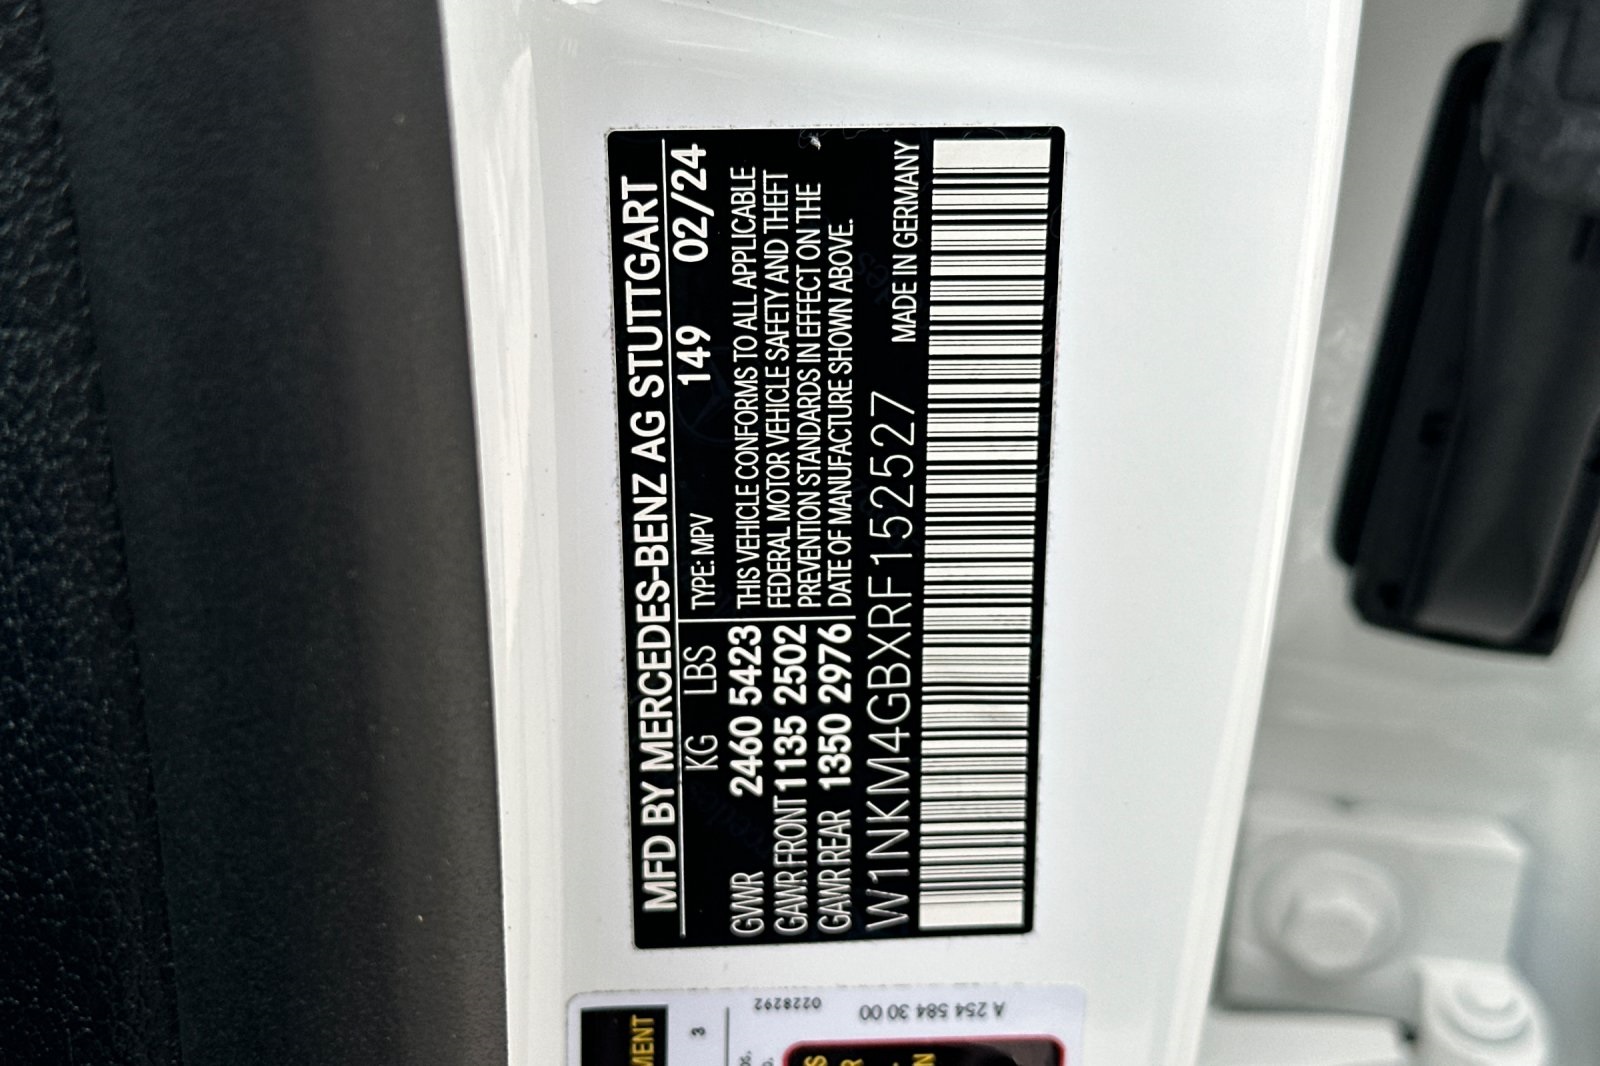 MFD BY MERCEDES-BENZ AG STUTTGART
KG LBS TYPE: MPV 149 02/24
GVWR 2460 5423 THIS VEHICLE CONFORMS TO ALL APPLICABLE
GAWR FRONT 1135 2502 FEDERAL MOTOR VEHICLE SAFETY AND THEFT
GAWR REAR 1350 2976 PREVENTION STANDARDS IN EFFECT ON THE
DATE OF MANUFACTURE SHOWN ABOVE.
W1NKM4GBXRF152527 MADE IN GERMANY
3
0228292
A 254 584 30 00